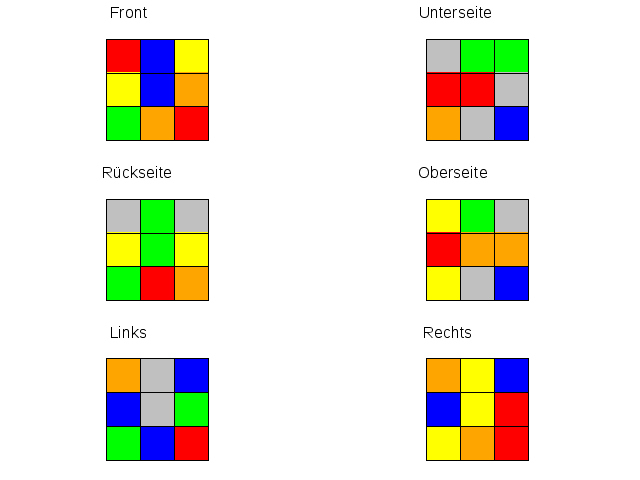 Front
Unterseite
Rückseite
Oberseite
Links
Rechts